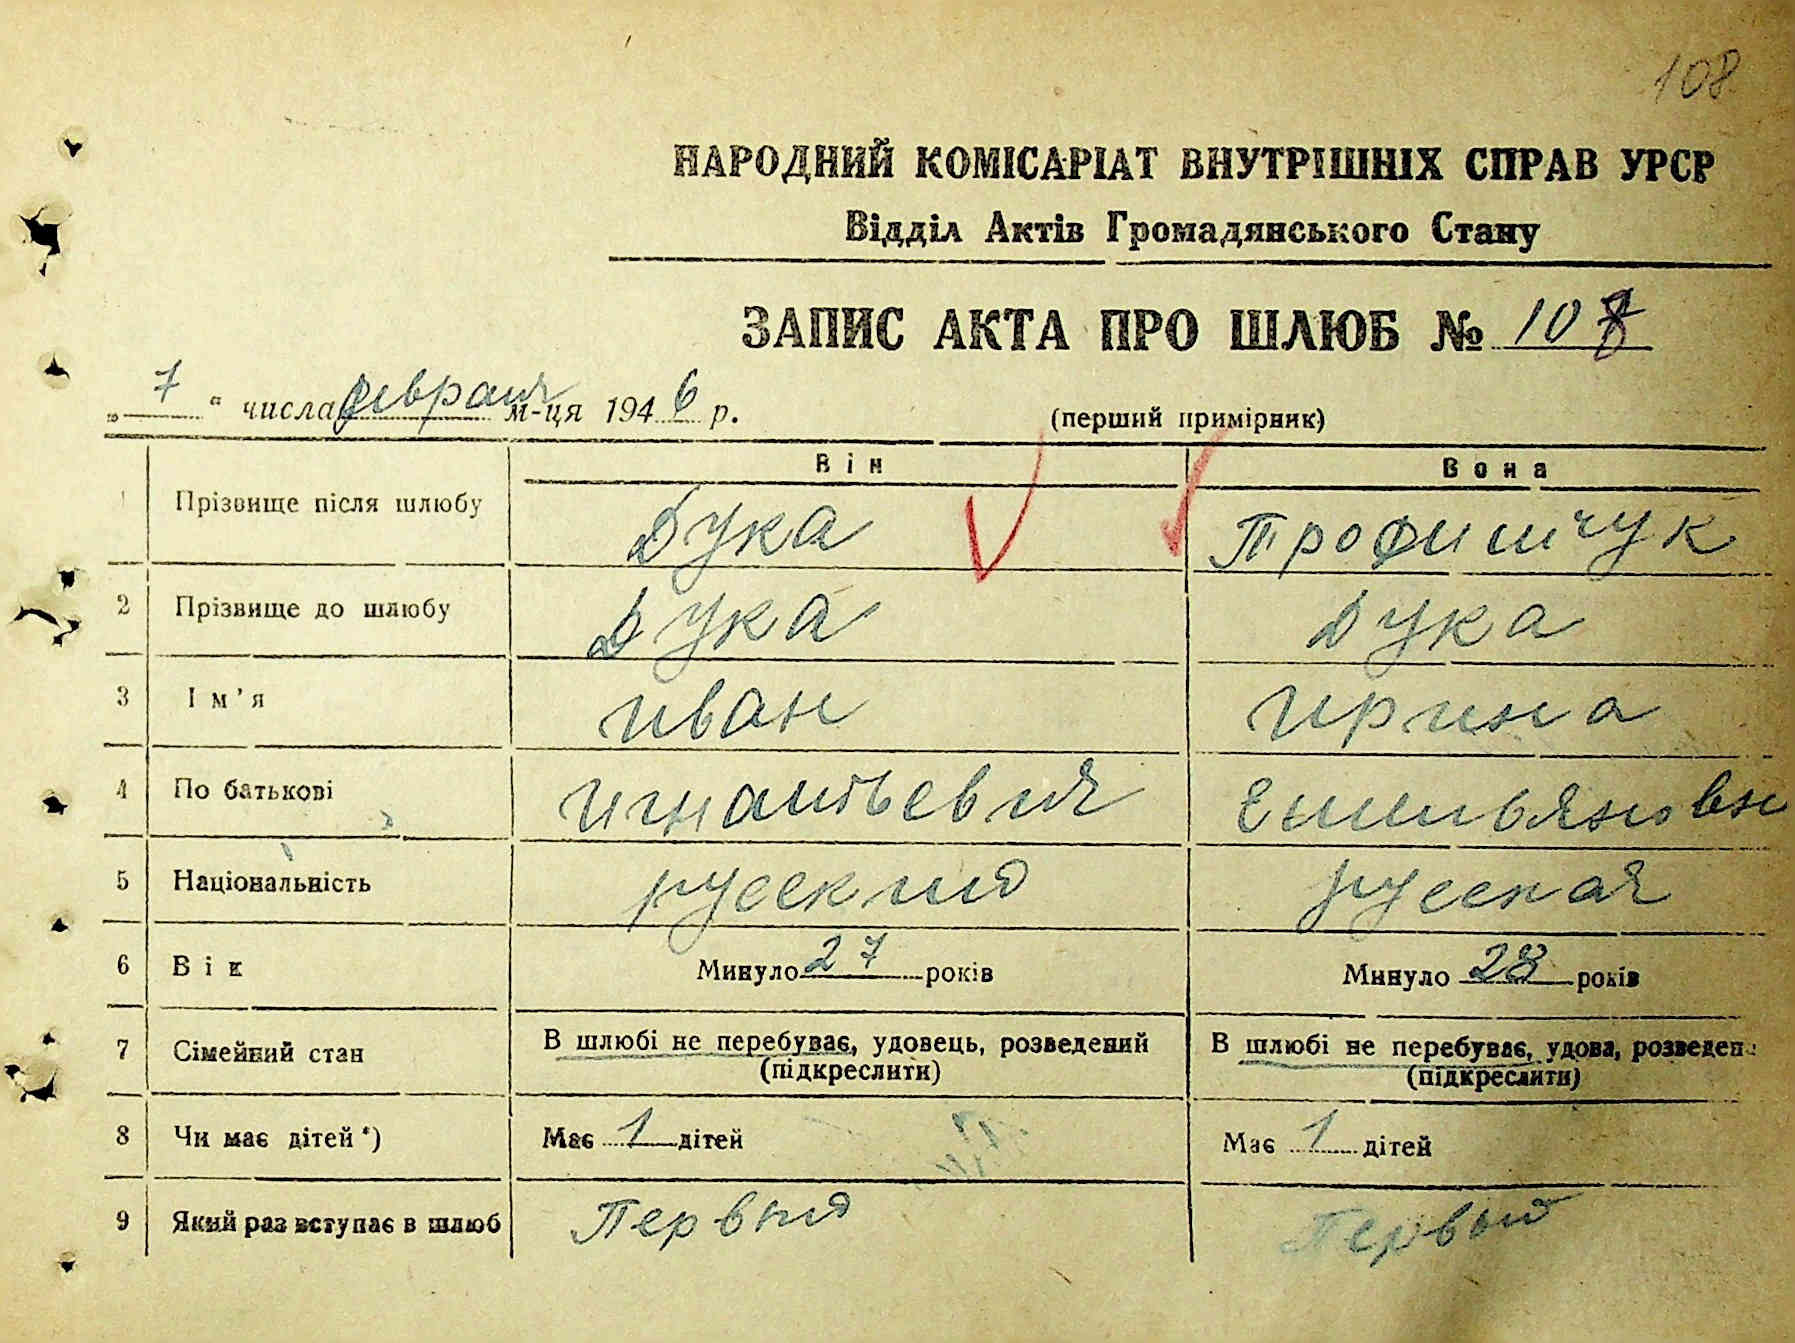 108
НАРОДНИЙ КОМІСАРІАТ ВНУТРІШНІХ СПРАВ УРСР
Відділ Актів Громадянського Стану
ЗАПИС АКТА ПРО ШЛЮБ № 108
„ 7 “ числа февраля м-ця 1946 р. (перший примірник)
Він Вона
1 Прізвище після шлюбу Дука Трофимчук
2 Прізвище до шлюбу Дука Дука
3 Ім’я Иван Ирина
4 По батькові Игнатьевич Емильяновн
5 Національність русский русская
6 Вік Минуло 27 років Минуло 28 років
7 Сімейний стан В шлюбі не перебуває, удовець, розведений (підкреслити) В шлюбі не перебуває, удова, розведена (підкреслити)
8 Чи має дітей*) Має 1 дітей Має 1 дітей
9 Який раз вступає в шлюб Первый Первый